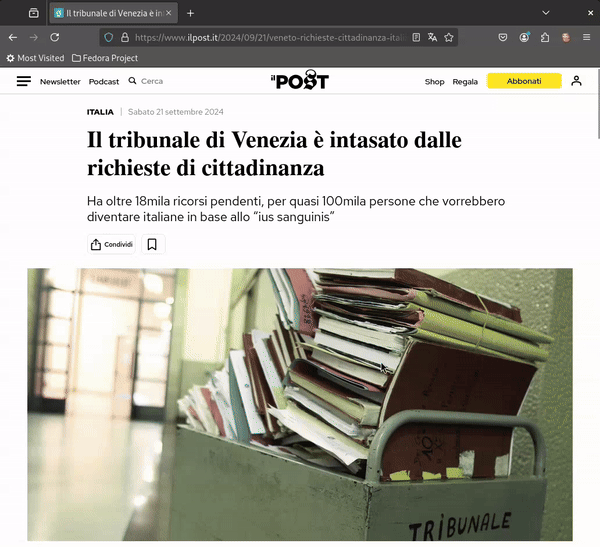 Il tribunale di Venezia è in
https://www.ilpost.it/2024/09/21/veneto-richieste-cittadinanza-ital
Most Visited Fedora Project
Newsletter Podcast Cerca il POST Shop Regala Abbonati
ITALIA | Sabato 21 settembre 2024
Il tribunale di Venezia è intasato dalle
richieste di cittadinanza
Ha oltre 18mila ricorsi pendenti, per quasi 100mila persone che vorrebbero
diventare italiane in base allo “ius sanguinis”
Condividi
TRIBUNALE